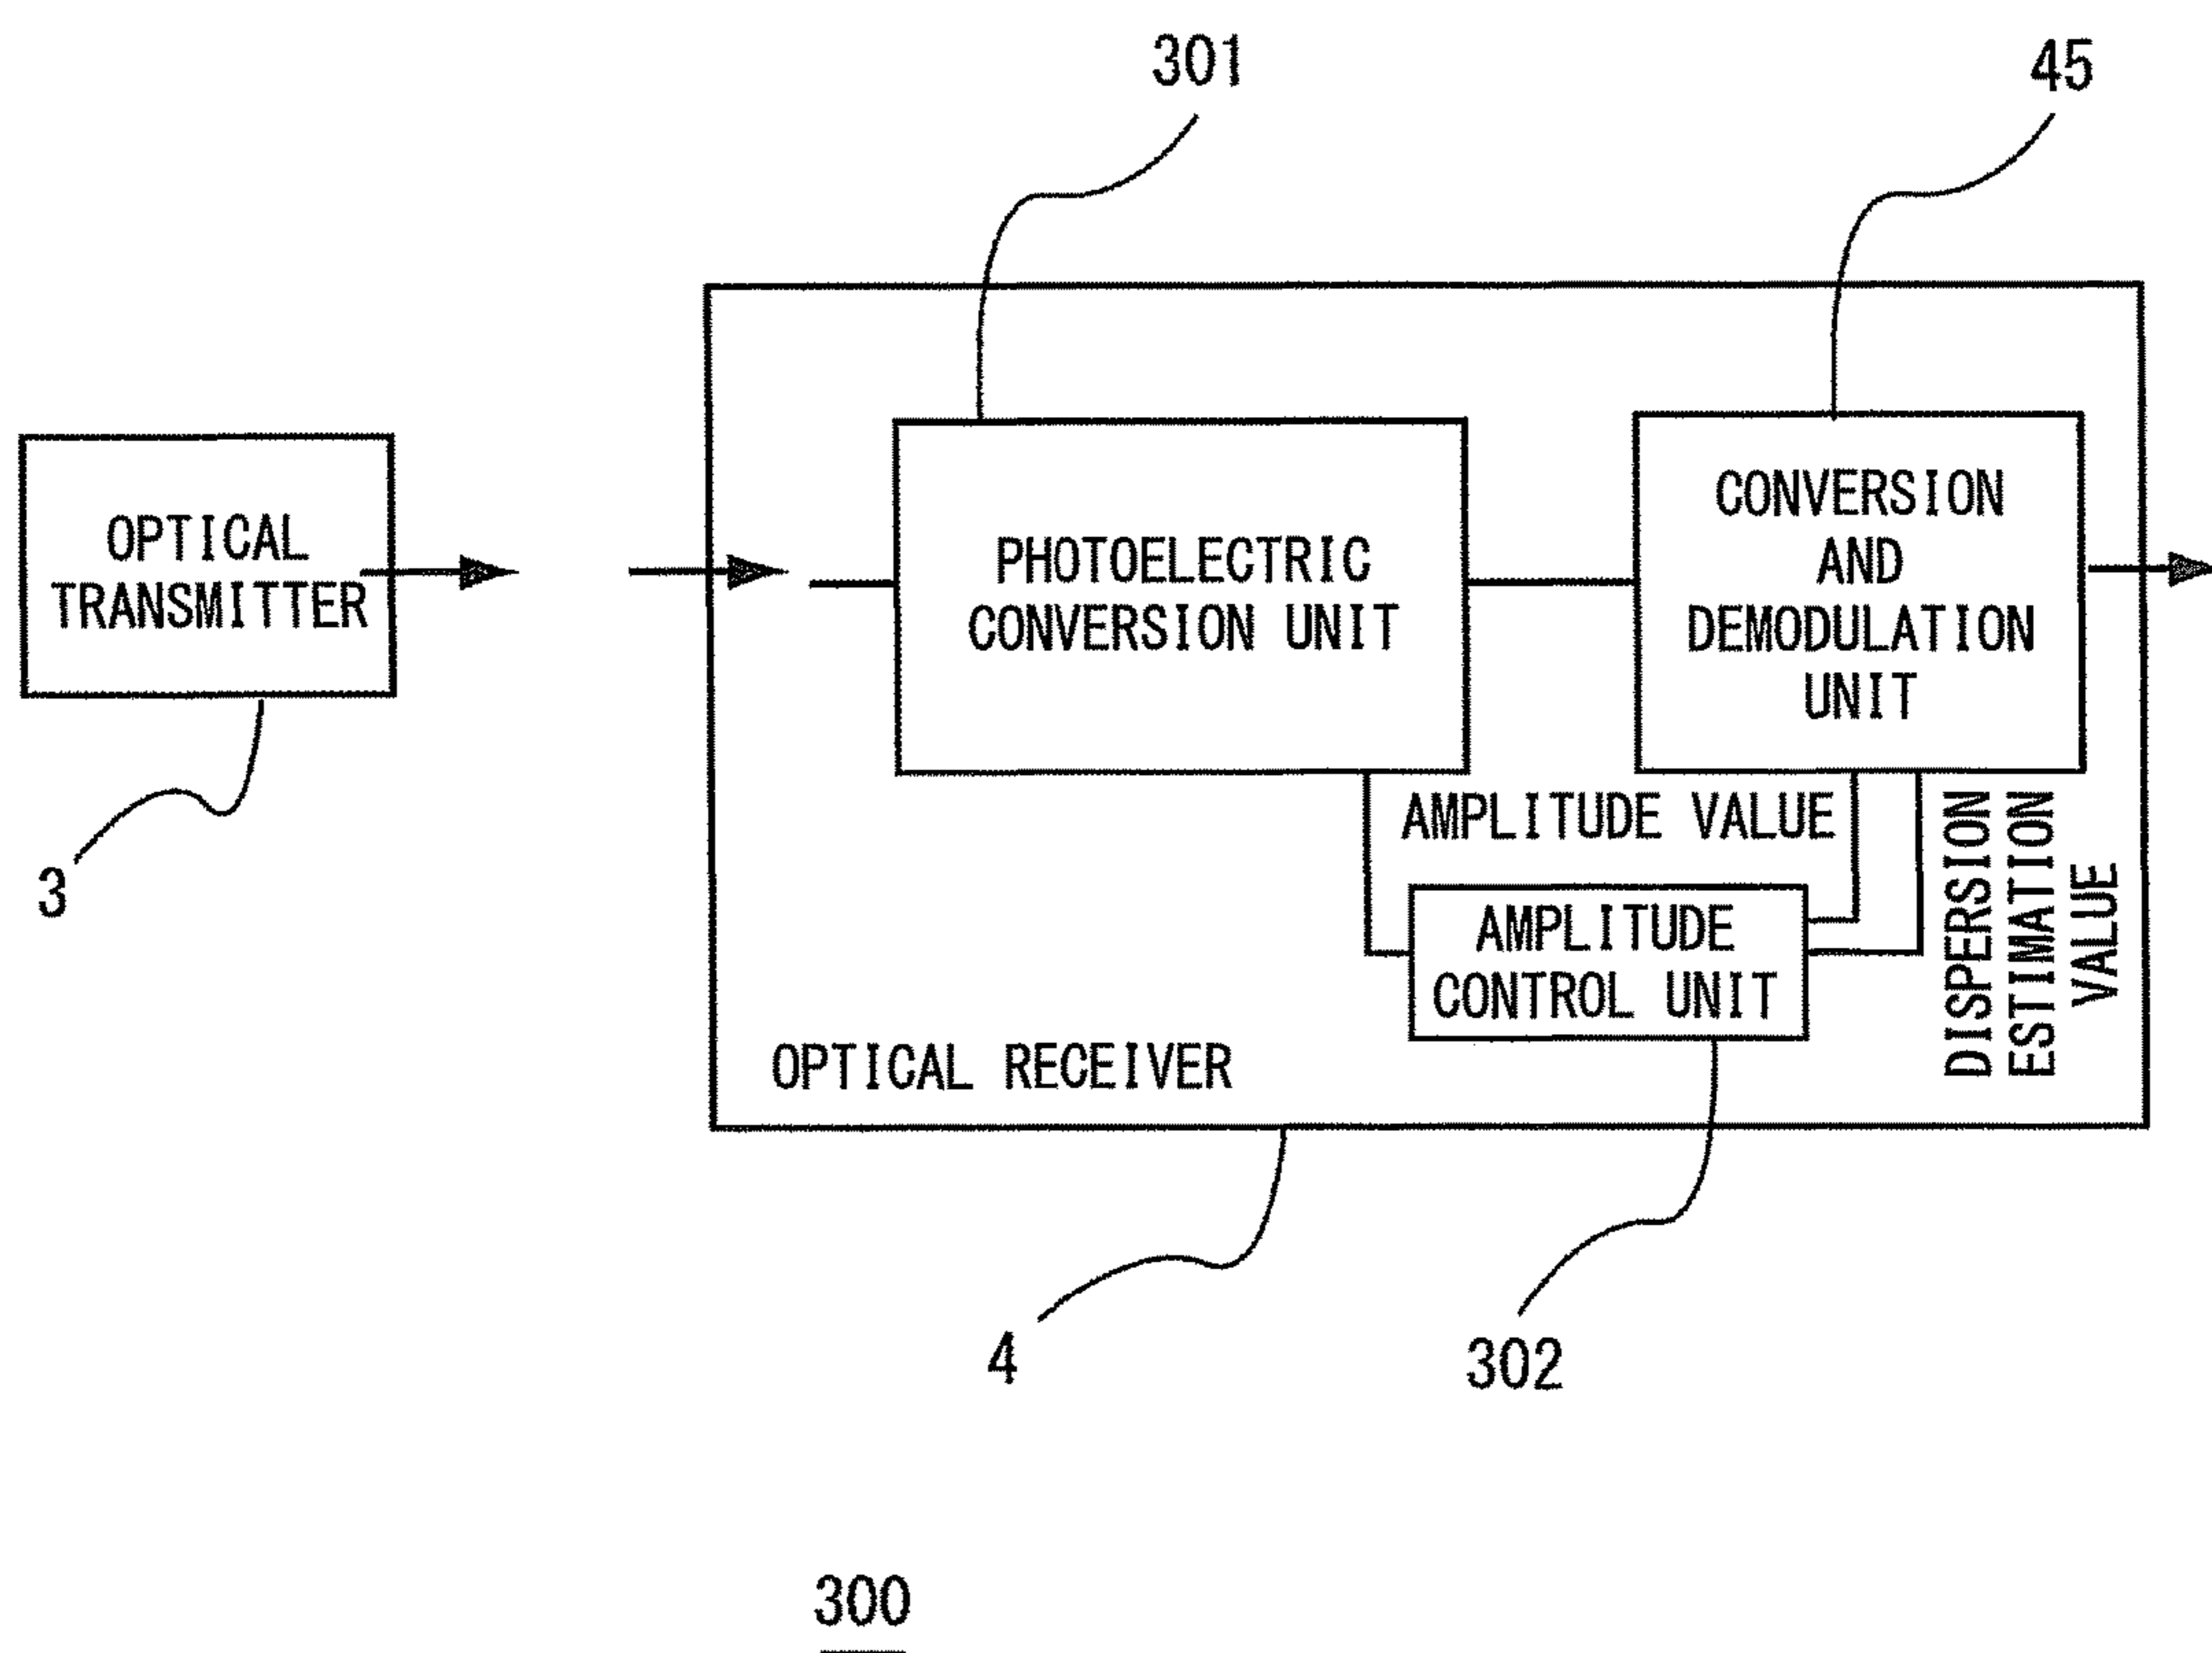 301
45
OPTICAL
TRANSMITTER
PHOTOELECTRIC
CONVERSION UNIT
CONVERSION
AND
DEMODULATION
UNIT
AMPLITUDE VALUE
DISPERSION
ESTIMATION
VALUE
AMPLITUDE
CONTROL UNIT
OPTICAL RECEIVER
3
4
302
300